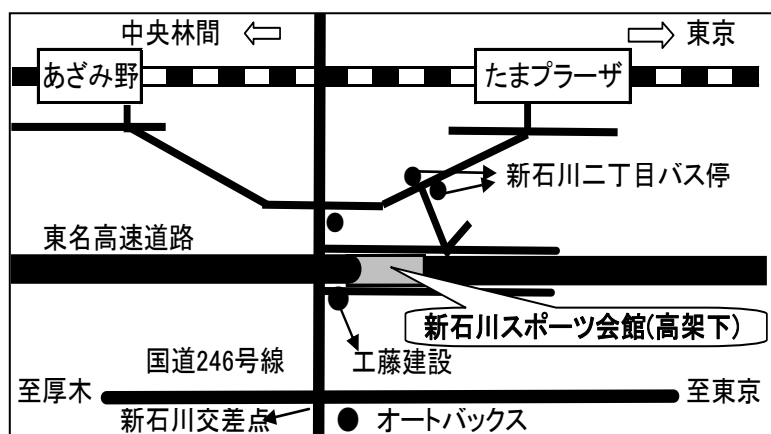 中央林間
東京
あざみ野
たまプラーザ
新石川二丁目バス停
東名高速道路
新石川スポーツ会館(高架下)
工藤建設
国道246号線
至厚木
至東京
新石川交差点
オートバックス